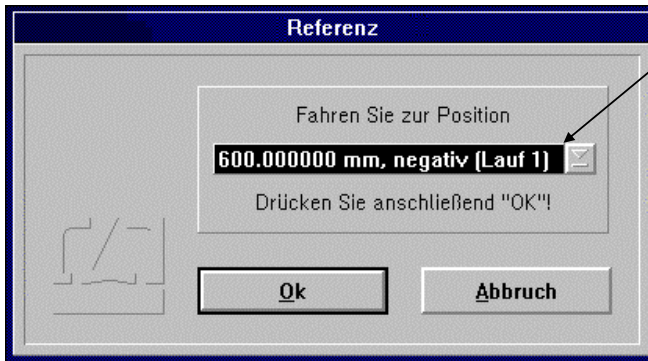 Referenz
Fahren Sie zur Position
600.000000 mm, negativ (Lauf 1)
Drücken Sie anschließend "OK"!
Ok
Abbruch